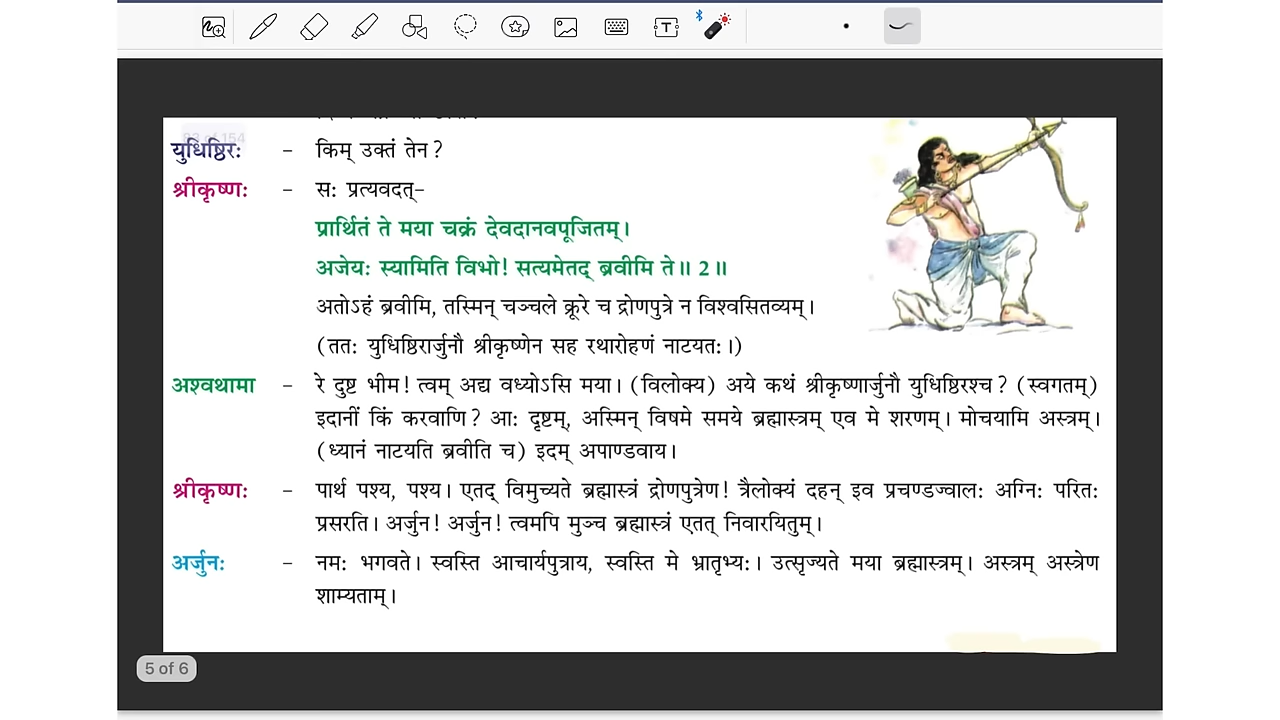 83 of 154
युधिष्ठिर: – किम् उक्तं तेन?
श्रीकृष्ण: – स: प्रत्यवदत्–
प्रार्थितं ते मया चक्रं देवदानवपूजितम्।
अजेय: स्यामिति विभो! सत्यमेतद् ब्रवीमि ते॥ 2॥
अतोऽहं ब्रवीमि, तस्मिन् चञ्चले क्रूरे च द्रोणपुत्रे न विश्वसितव्यम्।
(तत: युधिष्ठिरार्जुनौ श्रीकृष्णेन सह रथारोहणं नाटयत:।)
अश्वथामा – रे दुष्ट भीम! त्वम् अद्य वध्योऽसि मया। (विलोक्य) अये कथं श्रीकृष्णार्जुनौ युधिष्ठिरश्च? (स्वगतम्)
इदानीं किं करवाणि? आ: दृष्टम्, अस्मिन् विषमे समये ब्रह्मास्त्रम् एव मे शरणम्। मोचयामि अस्त्रम्।
(ध्यानं नाटयति ब्रवीति च) इदम् अपाण्डवाय।
श्रीकृष्ण: – पार्थ पश्य, पश्य। एतद् विमुच्यते ब्रह्मास्त्रं द्रोणपुत्रेण! त्रैलोक्यं दहन् इव प्रचण्डज्वाल: अग्नि: परित:
प्रसरति। अर्जुन! अर्जुन! त्वमपि मुञ्च ब्रह्मास्त्रं एतत् निवारयितुम्।
अर्जुन: – नम: भगवते। स्वस्ति आचार्यपुत्राय, स्वस्ति मे भ्रातृभ्य:। उत्सृज्यते मया ब्रह्मास्त्रम्। अस्त्रम् अस्त्रेण
शाम्यताम्।
5 of 6